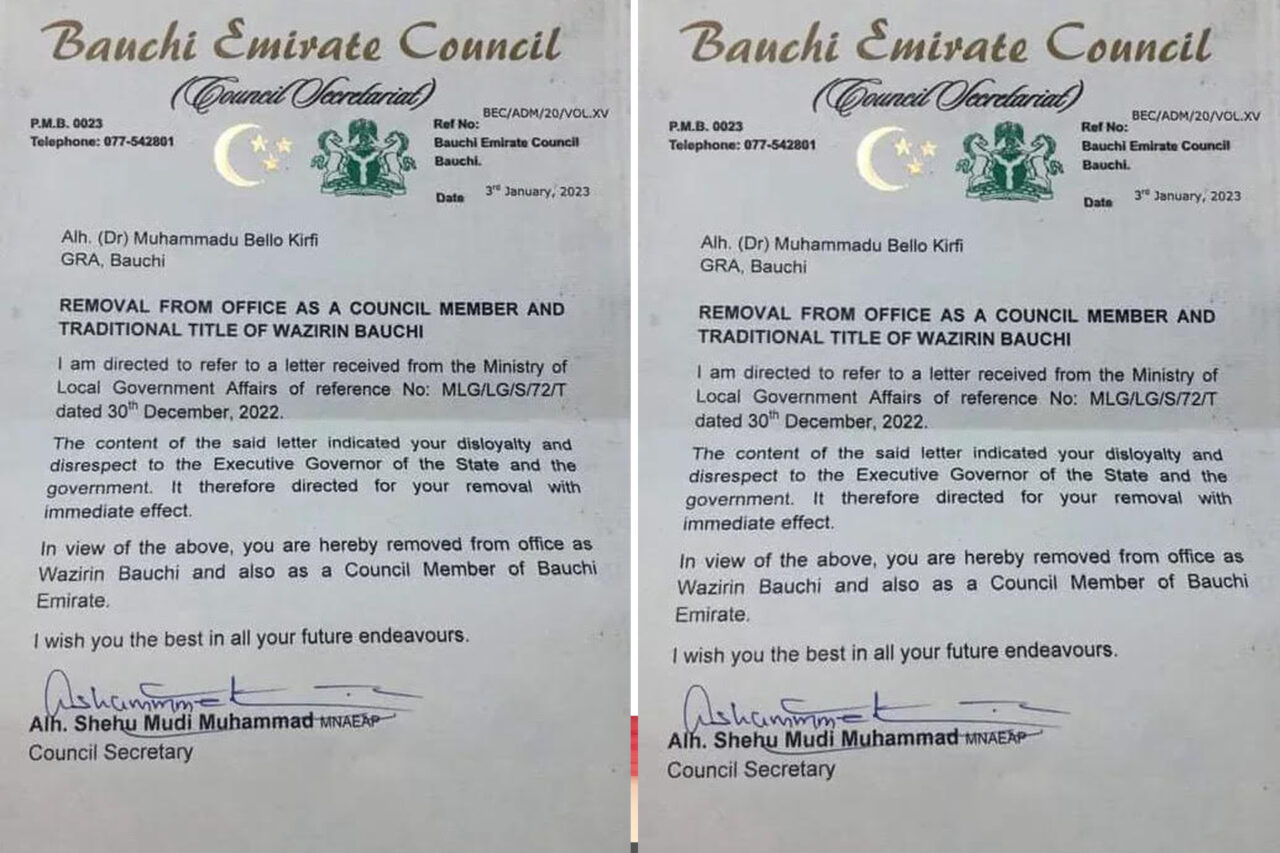 Bauchi Emirate Council
(Council Secretariat)
P.M.B. 0023
Telephone: 077-542801
Ref No: BEC/ADM/20/VOL.XV
Bauchi Emirate Council
Bauchi.
Date 3rd January, 2023
Alh. (Dr) Muhammadu Bello Kirfi
GRA, Bauchi
REMOVAL FROM OFFICE AS A COUNCIL MEMBER AND
TRADITIONAL TITLE OF WAZIRIN BAUCHI
I am directed to refer to a letter received from the Ministry of
Local Government Affairs of reference No: MLG/LG/S/72/T
dated 30th December, 2022.
The content of the said letter indicated your disloyalty and
disrespect to the Executive Governor of the State and the
government. It therefore directed for your removal with
immediate effect.
In view of the above, you are hereby removed from office as
Wazirin Bauchi and also as a Council Member of Bauchi
Emirate.
I wish you the best in all your future endeavours.
Alh. Shehu Mudi Muhammad MNAEAP
Council Secretary
Bauchi Emirate Council
(Council Secretariat)
P.M.B. 0023
Telephone: 077-542801
Ref No: BEC/ADM/20/VOL.XV
Bauchi Emirate Council
Bauchi.
Date 3rd January, 2023
Alh. (Dr) Muhammadu Bello Kirfi
GRA, Bauchi
REMOVAL FROM OFFICE AS A COUNCIL MEMBER AND
TRADITIONAL TITLE OF WAZIRIN BAUCHI
I am directed to refer to a letter received from the Ministry of
Local Government Affairs of reference No: MLG/LG/S/72/T
dated 30th December, 2022.
The content of the said letter indicated your disloyalty and
disrespect to the Executive Governor of the State and the
government. It therefore directed for your removal with
immediate effect.
In view of the above, you are hereby removed from office as
Wazirin Bauchi and also as a Council Member of Bauchi
Emirate.
I wish you the best in all your future endeavours.
Alh. Shehu Mudi Muhammad MNAEAP
Council Secretary